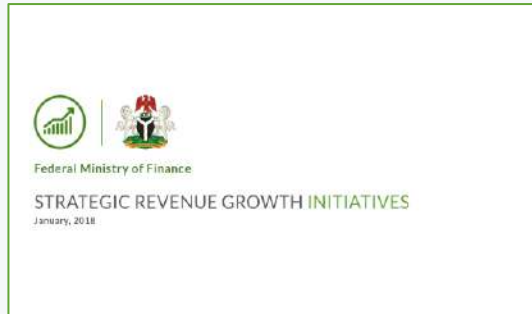 Federal Ministry of Finance
STRATEGIC REVENUE GROWTH INITIATIVES
January, 2018